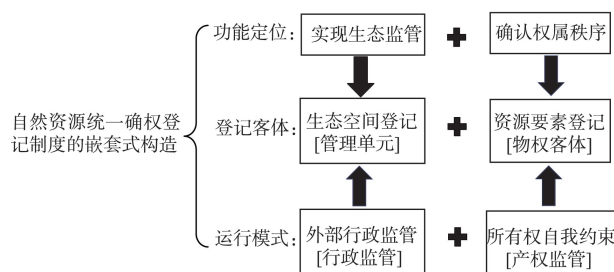 功能定位： 实现生态监管 + 确认权属秩序
自然资源统一确权登
记制度的嵌套式构造
登记客体： 生态空间登记 + 资源要素登记
[管理单元] [物权客体]
运行模式： 外部行政监管 + 所有权自我约束
[行政监管] [产权监管]